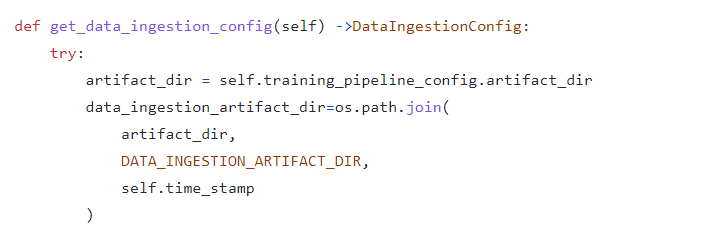 def get_data_ingestion_config(self) ->DataIngestionConfig:
    try:
        artifact_dir = self.training_pipeline_config.artifact_dir
        data_ingestion_artifact_dir=os.path.join(
            artifact_dir,
            DATA_INGESTION_ARTIFACT_DIR,
            self.time_stamp
        )